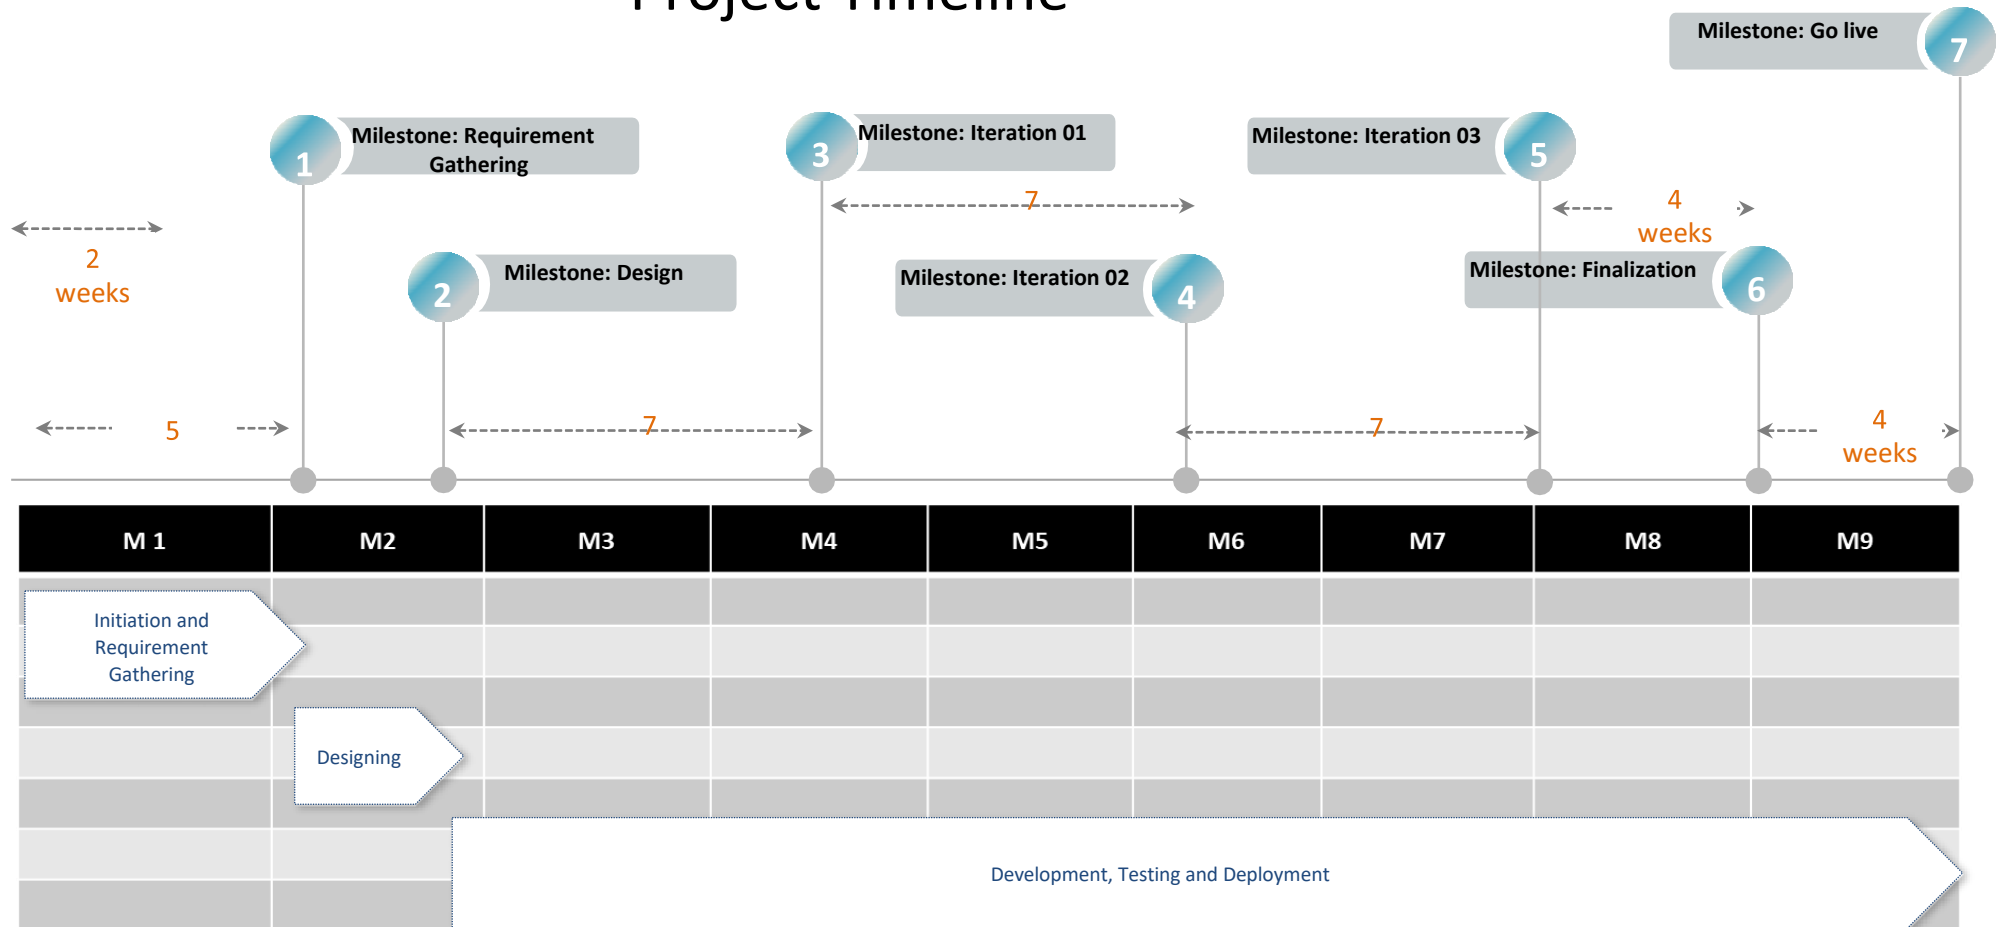 Project Timeline
Milestone: Go live
7
1
Milestone: Requirement
Gathering
3
Milestone: Iteration 01
Milestone: Iteration 03
5
7
4
weeks
2
weeks
2
Milestone: Design
Milestone: Iteration 02
4
Milestone: Finalization
6
5
7
7
4
weeks
M 1
M2
M3
M4
M5
M6
M7
M8
M9
Initiation and
Requirement
Gathering
Designing
Development, Testing and Deployment